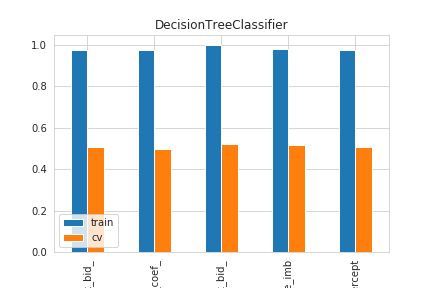 DecisionTreeClassifier
1.0
0.8
0.6
0.4
0.2
0.0
train
cv
_bid_
coef_
_bid_
e_imb
ercept